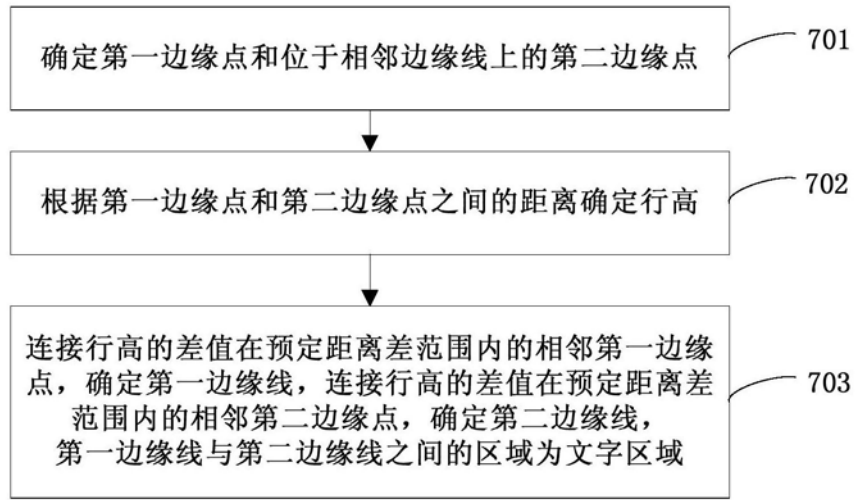 确定第一边缘点和位于相邻边缘线上的第二边缘点
701
根据第一边缘点和第二边缘点之间的距离确定行高
702
连接行高的差值在预定距离差范围内的相邻第一边缘
点，确定第一边缘线，连接行高的差值在预定距离差
范围内的相邻第二边缘点，确定第二边缘线，
第一边缘线与第二边缘线之间的区域为文字区域
703